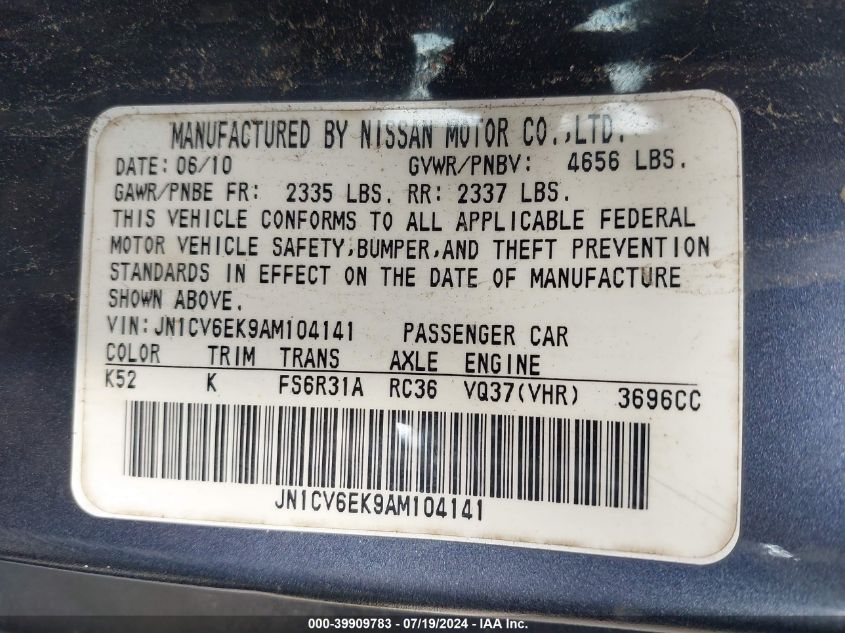 MANUFACTURED BY NISSAN MOTOR CO.,LTD.
DATE: 06/10 GVWR/PNBV: 4656 LBS.
GAWR/PNBE FR: 2335 LBS. RR: 2337 LBS.
THIS VEHICLE CONFORMS TO ALL APPLICABLE FEDERAL
MOTOR VEHICLE SAFETY,BUMPER,AND THEFT PREVENTION
STANDARDS IN EFFECT ON THE DATE OF MANUFACTURE
SHOWN ABOVE.
VIN: JN1CV6EK9AM104141 PASSENGER CAR
COLOR TRIM TRANS AXLE ENGINE
K52 K FS6R31A RC36 VQ37(VHR) 3696CC
JN1CV6EK9AM104141
000-39909783 - 07/19/2024 - IAA Inc.